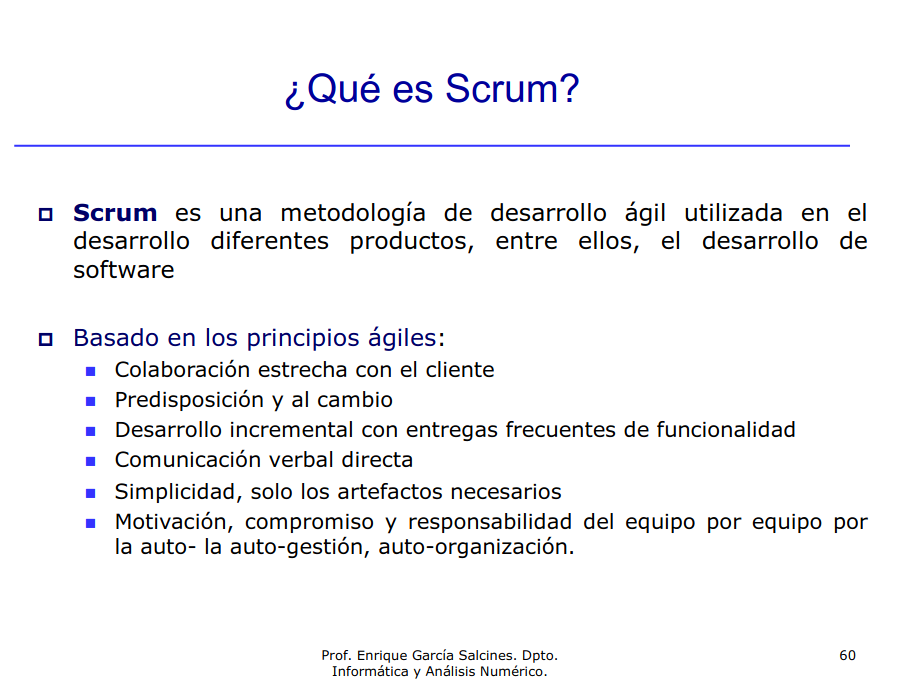 ¿Qué es Scrum?
Scrum es una metodología de desarrollo ágil utilizada en el
desarrollo diferentes productos, entre ellos, el desarrollo de
software
Basado en los principios ágiles:
Colaboración estrecha con el cliente
Predisposición y al cambio
Desarrollo incremental con entregas frecuentes de funcionalidad
Comunicación verbal directa
Simplicidad, solo los artefactos necesarios
Motivación, compromiso y responsabilidad del equipo por equipo por
la auto- la auto-gestión, auto-organización.
Prof. Enrique García Salcines. Dpto.
Informática y Análisis Numérico.
60